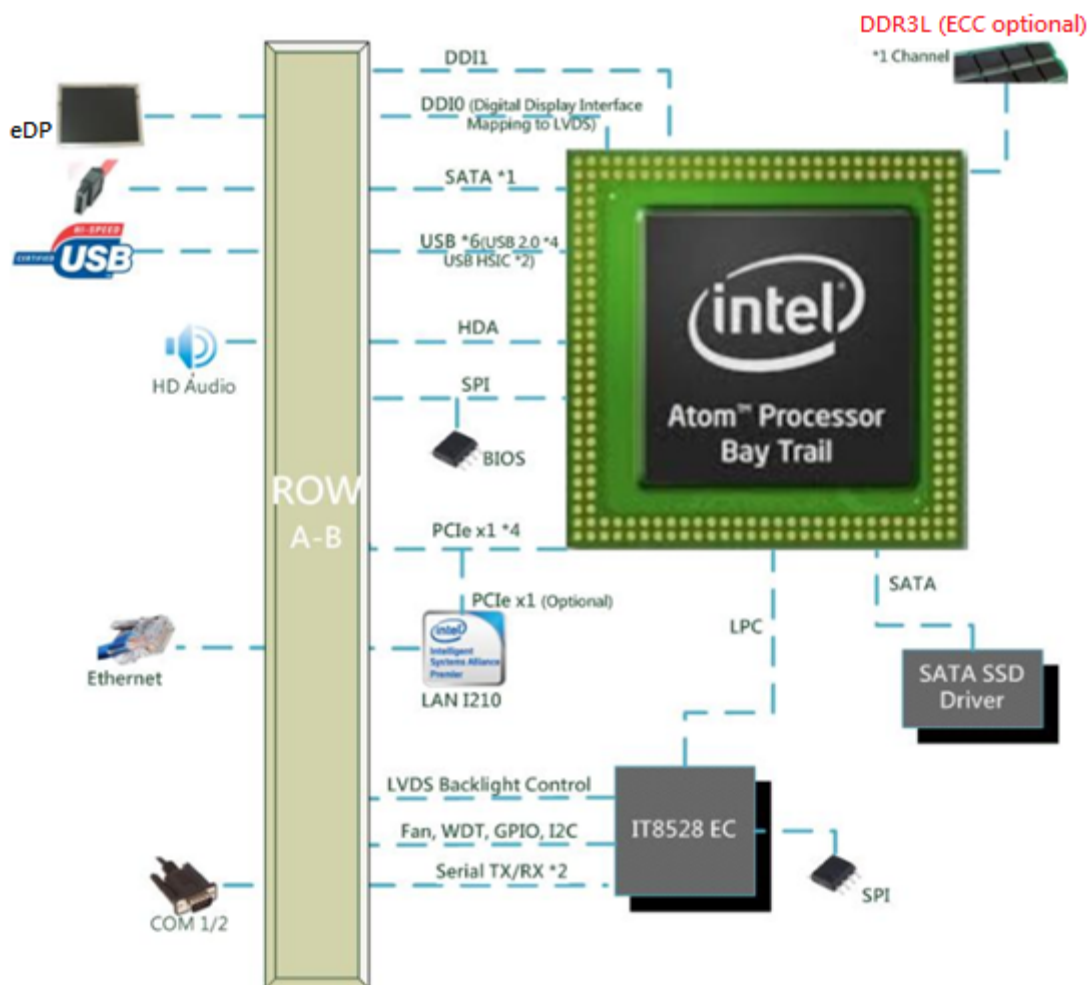 DDR3L (ECC optional)
*1 Channel
DDI1
DDI0 (Digital Display Interface
Mapping to LVDS)
eDP
SATA *1
HI-SPEED
CERTIFIED
USB
USB *6(USB 2.0 *4
USB HSIC *2)
intel
HDA
HD Audio
SPI
Atom™ Processor
Bay Trail
BIOS
ROW
A-B
PCIe x1 *4
SATA
PCIe x1 (Optional)
LPC
intel
Intelligent
Systems Alliance
Premier
Ethernet
LAN I210
SATA SSD
Driver
LVDS Backlight Control
IT8528 EC
Fan, WDT, GPIO, I2C
Serial TX/RX *2
SPI
COM 1/2